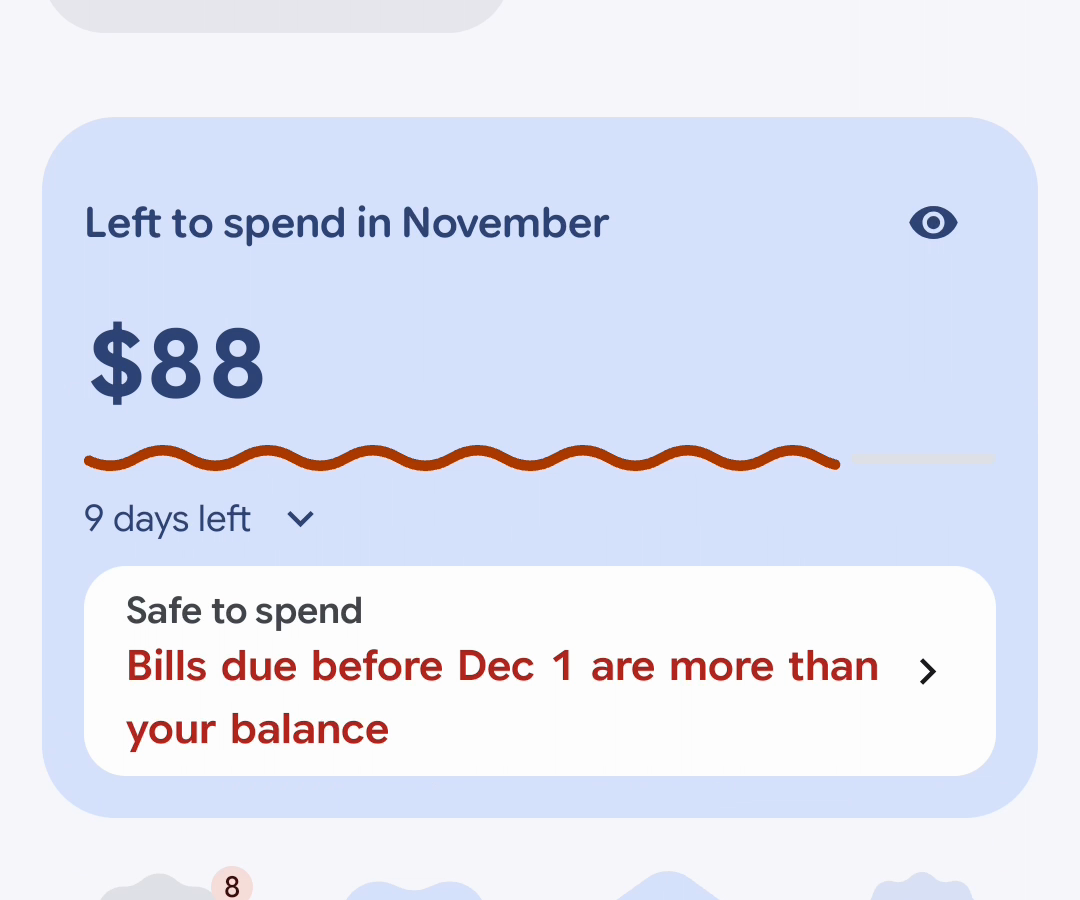 Left to spend in November
$88
9 days left
Safe to spend
Bills due before Dec 1 are more than
your balance
8